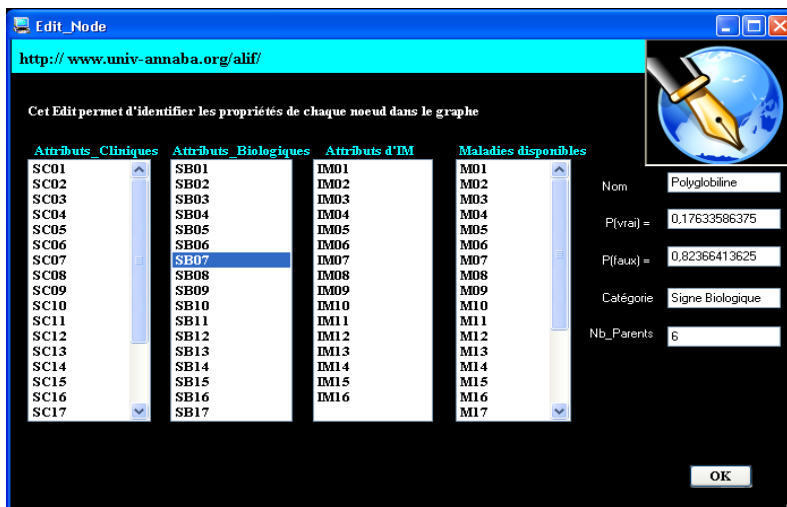 Edit_Node
http:// www.univ-annaba.org/alif/
Cet Edit permet d'identifier les propriétés de chaque noeud dans le graphe
Attributs_Cliniques
SC01
SC02
SC03
SC04
SC05
SC06
SC07
SC08
SC09
SC10
SC11
SC12
SC13
SC14
SC15
SC16
SC17
Attributs_Biologiques
SB01
SB02
SB03
SB04
SB05
SB06
SB07
SB08
SB09
SB10
SB11
SB12
SB13
SB14
SB15
SB16
SB17
Attributs d'IM
IM01
IM02
IM03
IM04
IM05
IM06
IM07
IM08
IM09
IM10
IM11
IM12
IM13
IM14
IM15
IM16
Maladies disponibles
M01
M02
M03
M04
M05
M06
M07
M08
M09
M10
M11
M12
M13
M14
M15
M16
M17
Nom Polyglobiline
P(vrai) = 0,17633586375
P(faux) = 0,82366413625
Catégorie Signe Biologique
Nb_Parents 6
OK